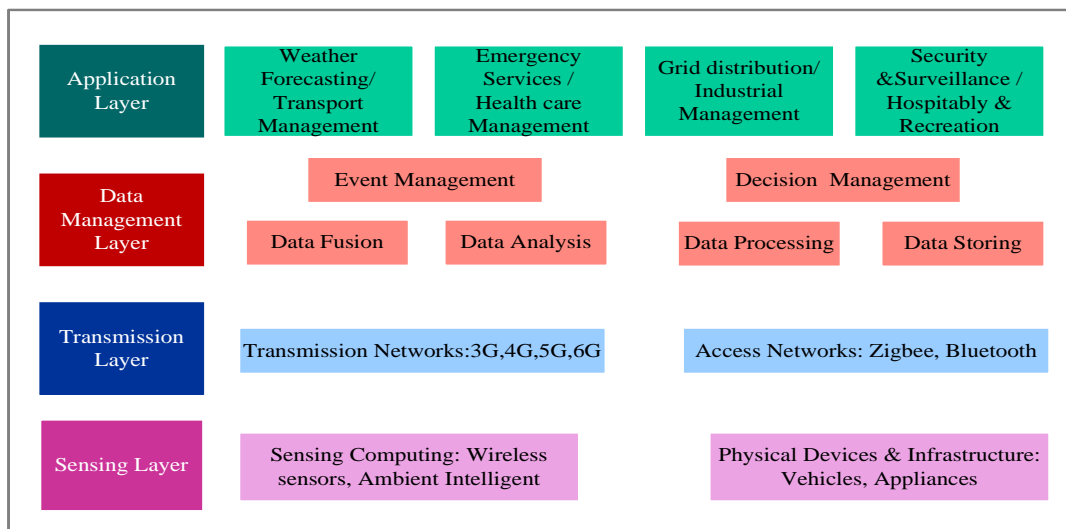 Application
Layer
Weather
Forecasting/
Transport
Management
Emergency
Services /
Health care
Management
Grid distribution/
Industrial
Management
Security
&Surveillance /
Hospitably &
Recreation
Data
Management
Layer
Event Management
Decision  Management
Data Fusion
Data Analysis
Data Processing
Data Storing
Transmission
Layer
Transmission Networks:3G,4G,5G,6G
Access Networks: Zigbee, Bluetooth
Sensing Layer
Sensing Computing: Wireless
sensors, Ambient Intelligent
Physical Devices & Infrastructure:
Vehicles, Appliances